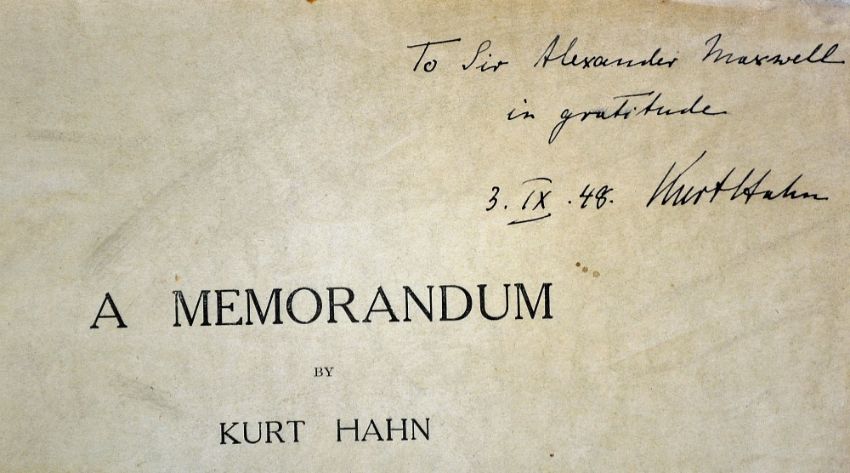 To Sir Alexander Maxwell
in gratitude
3. IX. 48. Kurt Hahn
A MEMORANDUM
BY
KURT HAHN